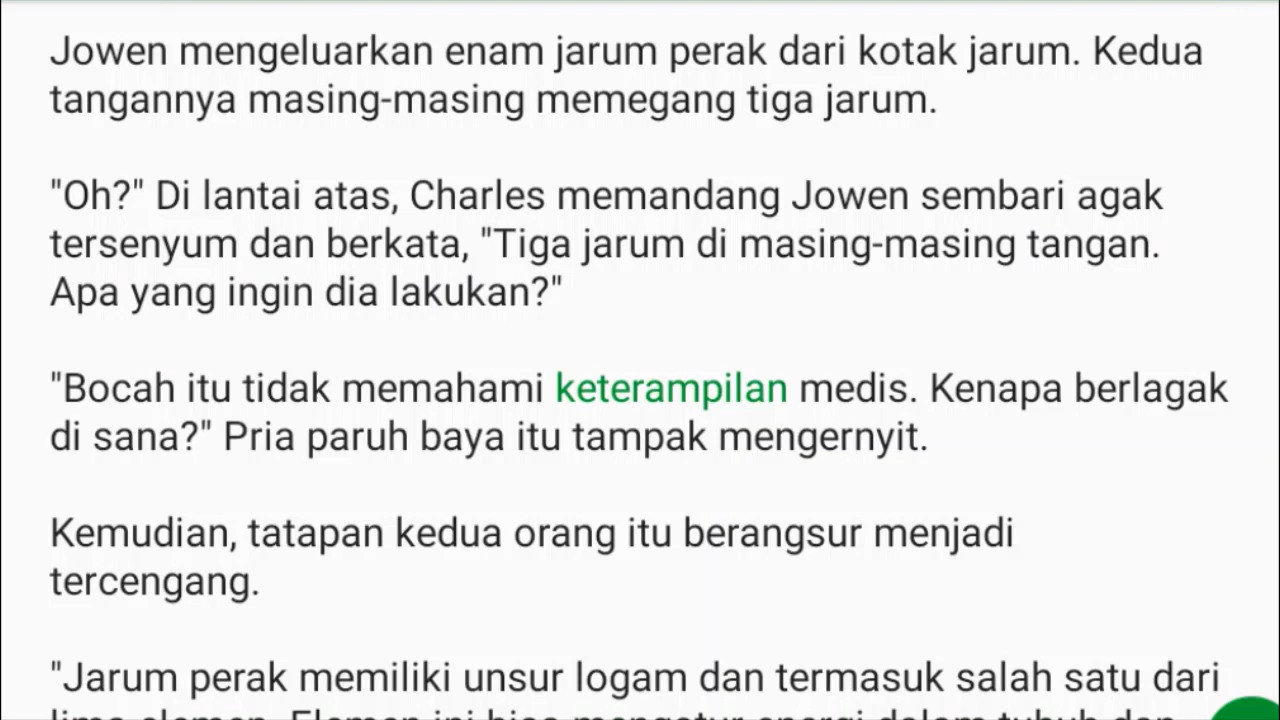 Jowen mengeluarkan enam jarum perak dari kotak jarum. Kedua
tangannya masing-masing memegang tiga jarum.
"Oh?" Di lantai atas, Charles memandang Jowen sembari agak
tersenyum dan berkata, "Tiga jarum di masing-masing tangan.
Apa yang ingin dia lakukan?"
"Bocah itu tidak memahami keterampilan medis. Kenapa berlagak
di sana?" Pria paruh baya itu tampak mengernyit.
Kemudian, tatapan kedua orang itu berangsur menjadi
tercengang.
"Jarum perak memiliki unsur logam dan termasuk salah satu dari